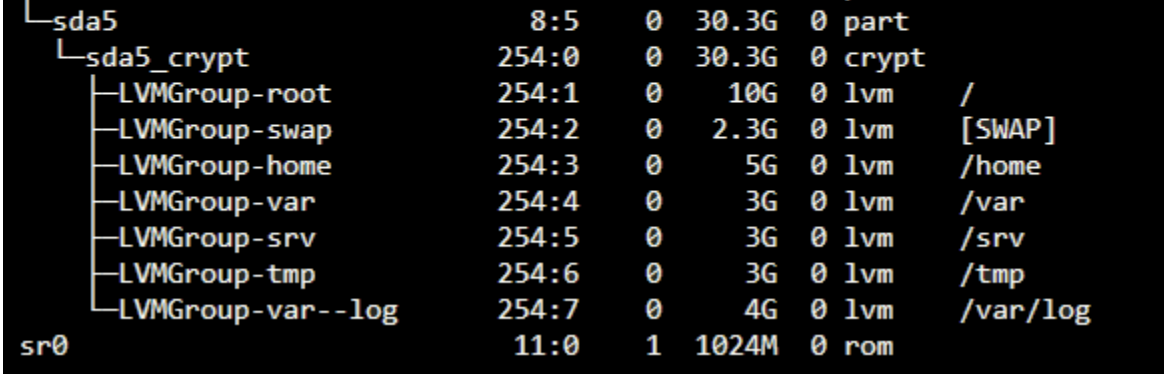 └─sda5                    8:5    0  30.3G  0 part
  └─sda5_crypt          254:0    0  30.3G  0 crypt
    ├─LVMGroup-root     254:1    0    10G  0 lvm   /
    ├─LVMGroup-swap     254:2    0   2.3G  0 lvm   [SWAP]
    ├─LVMGroup-home     254:3    0     5G  0 lvm   /home
    ├─LVMGroup-var      254:4    0     3G  0 lvm   /var
    ├─LVMGroup-srv      254:5    0     3G  0 lvm   /srv
    ├─LVMGroup-tmp      254:6    0     3G  0 lvm   /tmp
    └─LVMGroup-var--log 254:7    0     4G  0 lvm   /var/log
sr0                      11:0    1  1024M  0 rom